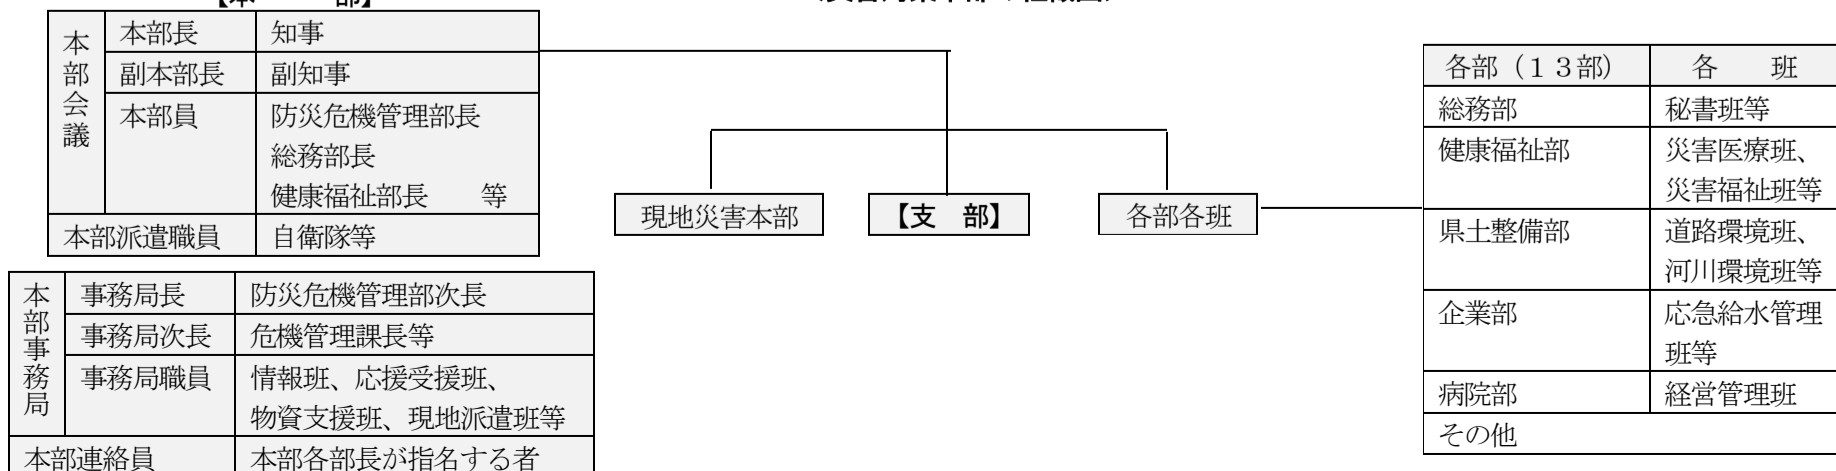 【本　　　部】
本部会議
本部長　知事
副本部長　副知事
本部員　防災危機管理部長
総務部長
健康福祉部長　　等
本部派遣職員　自衛隊等
本部事務局
事務局長　防災危機管理部次長
事務局次長　危機管理課長等
事務局職員　情報班、応援受援班、
物資支援班、現地派遣班等
本部連絡員　本部各部長が指名する者
現地災害本部
【支　部】
各部各班
各部（１３部）　各　　班
総務部　秘書班等
健康福祉部　災害医療班、
災害福祉班等
県土整備部　道路環境班、
河川環境班等
企業部　応急給水管理
班等
病院部　経営管理班
その他